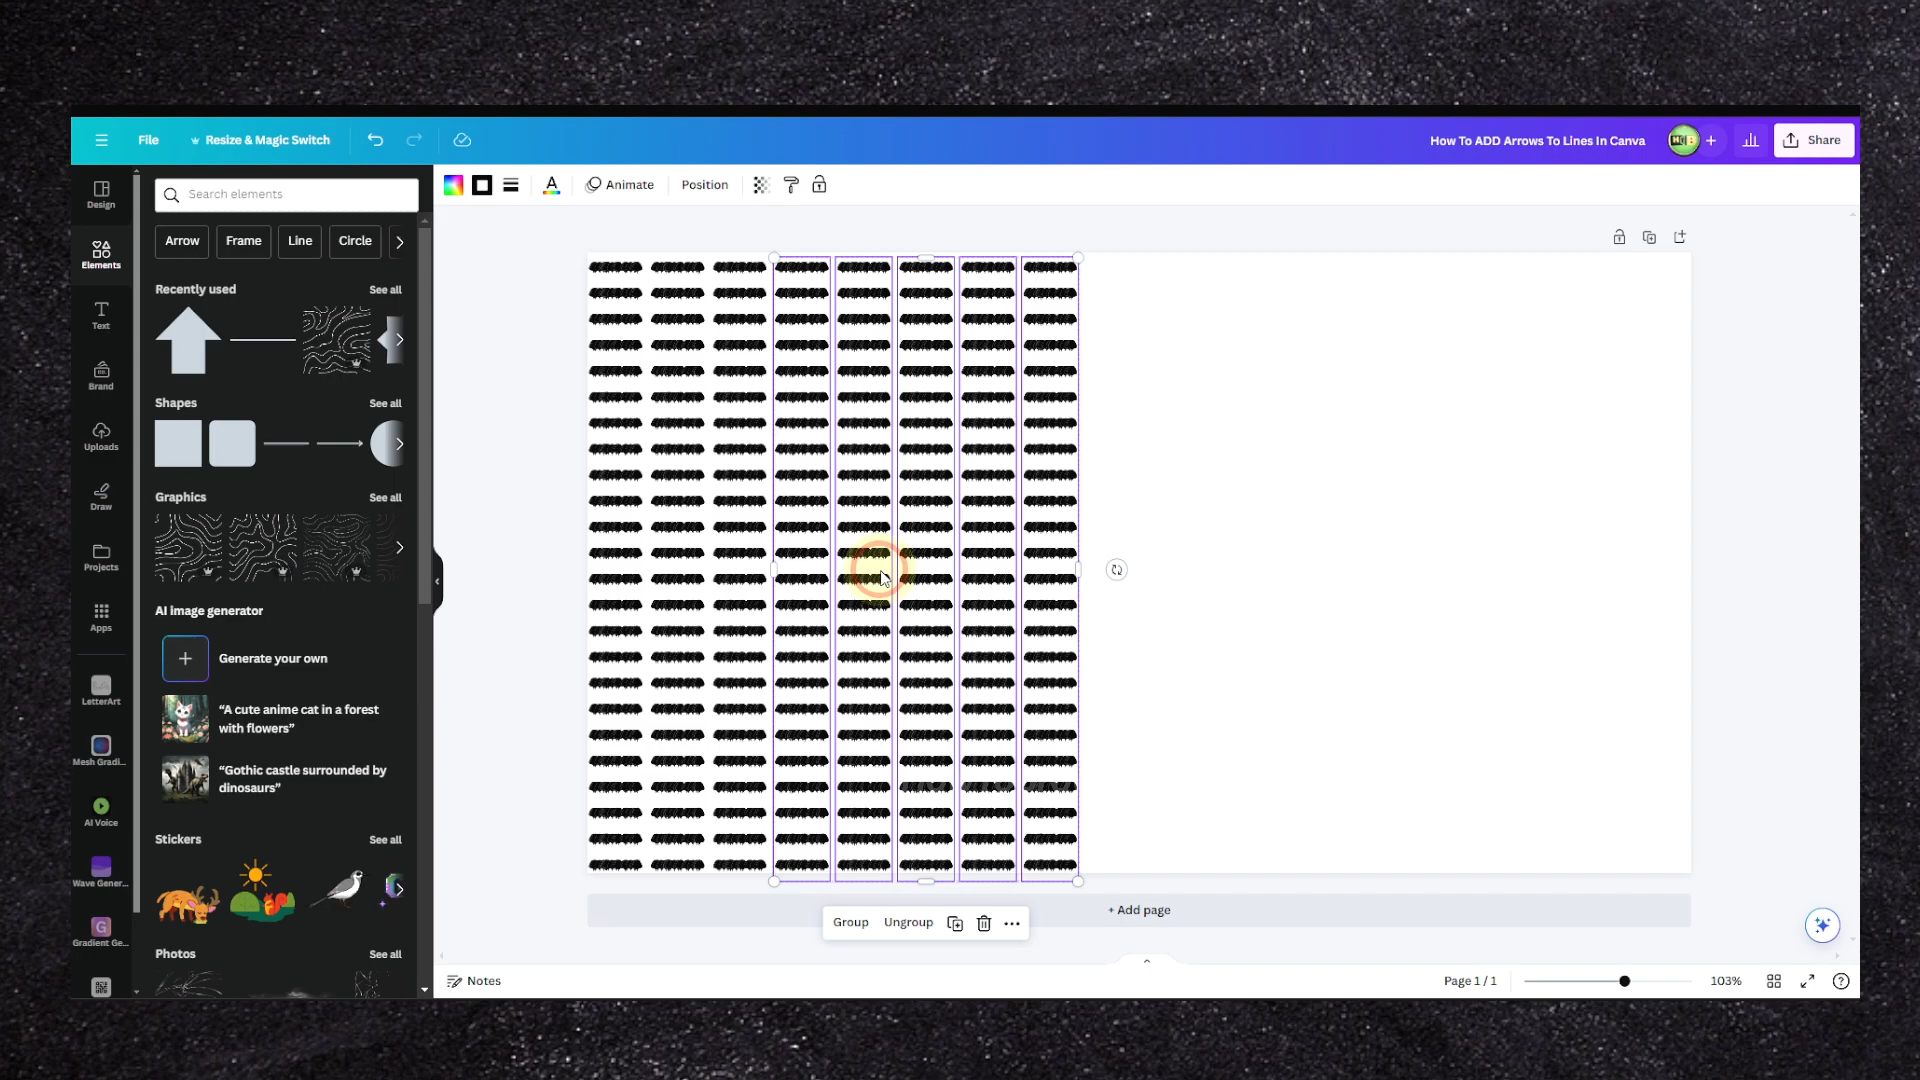 File
Resize & Magic Switch
How To ADD Arrows To Lines In Canva
Share
Design
Elements
Text
Brand
Uploads
Draw
Projects
Apps
LetterArt
Mesh Gradi...
AI Voice
Wave Gener...
Gradient Ge...
Search elements
Arrow
Frame
Line
Circle
Recently used
See all
Shapes
See all
Graphics
See all
AI image generator
Generate your own
“A cute anime cat in a forest
with flowers”
“Gothic castle surrounded by
dinosaurs”
Stickers
See all
Photos
See all
Animate
Position
+ Add page
Group
Ungroup
Notes
Page 1 / 1
103%